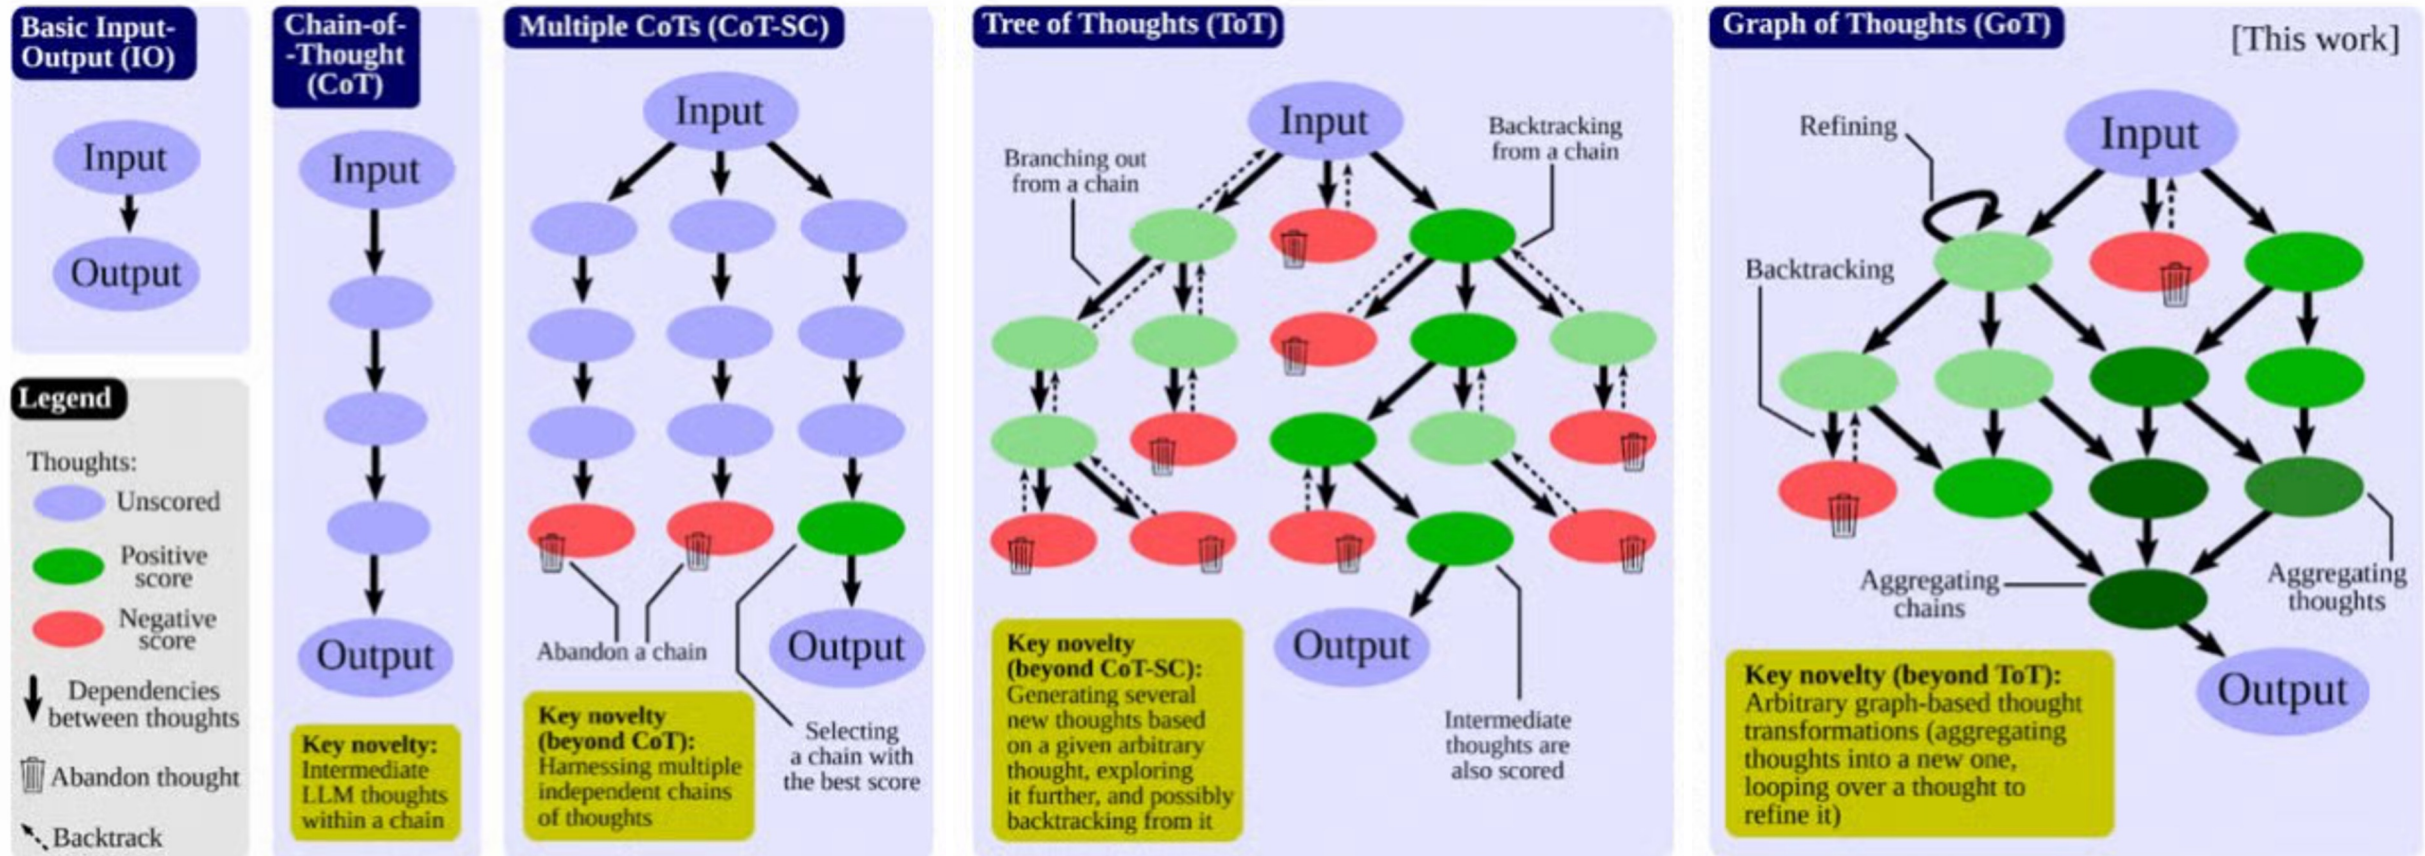 Basic Input-
Output (IO)
Input
Output
Legend
Thoughts:
Unscored
Positive
score
Negative
score
Dependencies
between thoughts
Abandon thought
Backtrack
Chain-of-
-Thought
(CoT)
Input
Output
Key novelty:
Intermediate
LLM thoughts
within a chain
Multiple CoTs (CoT-SC)
Input
Abandon a chain
Output
Selecting
a chain with
the best score
Key novelty
(beyond CoT):
Harnessing multiple
independent chains
of thoughts
Tree of Thoughts (ToT)
Input
Branching out
from a chain
Backtracking
from a chain
Output
Intermediate
thoughts are
also scored
Key novelty
(beyond CoT-SC):
Generating several
new thoughts based
on a given arbitrary
thought, exploring
it further, and possibly
backtracking from it
Graph of Thoughts (GoT)
[This work]
Refining
Input
Backtracking
Aggregating
chains
Aggregating
thoughts
Output
Key novelty (beyond ToT):
Arbitrary graph-based thought
transformations (aggregating
thoughts into a new one,
looping over a thought to
refine it)